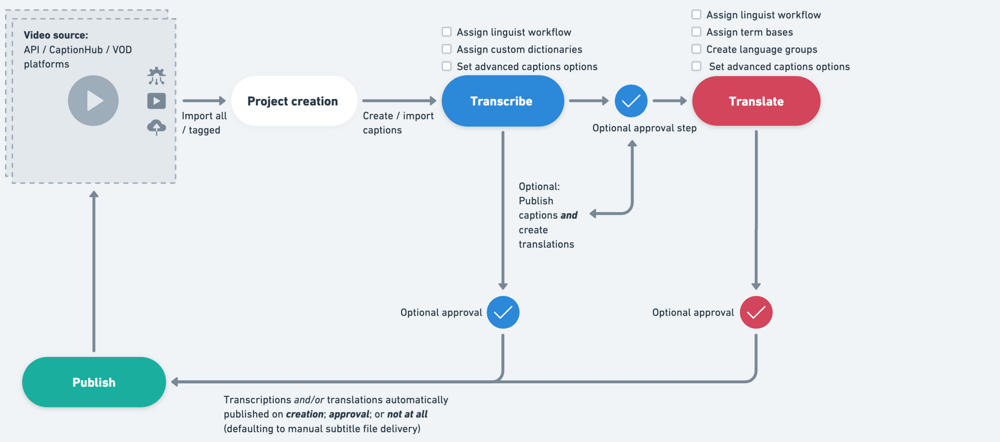 Video source:
API / CaptionHub / VOD
platforms
Import all
/ tagged
Project creation
Create / import
captions
Assign linguist workflow
Assign custom dictionaries
Set advanced captions options
Transcribe
Optional approval step
Assign linguist workflow
Assign term bases
Create language groups
Set advanced captions options
Translate
Optional:
Publish
captions and
create
translations
Optional approval
Optional approval
Publish
Transcriptions and/or translations automatically
published on creation; approval; or not at all
(defaulting to manual subtitle file delivery)